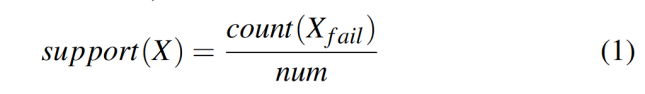 support(X) = count(X_fail) / num (1)